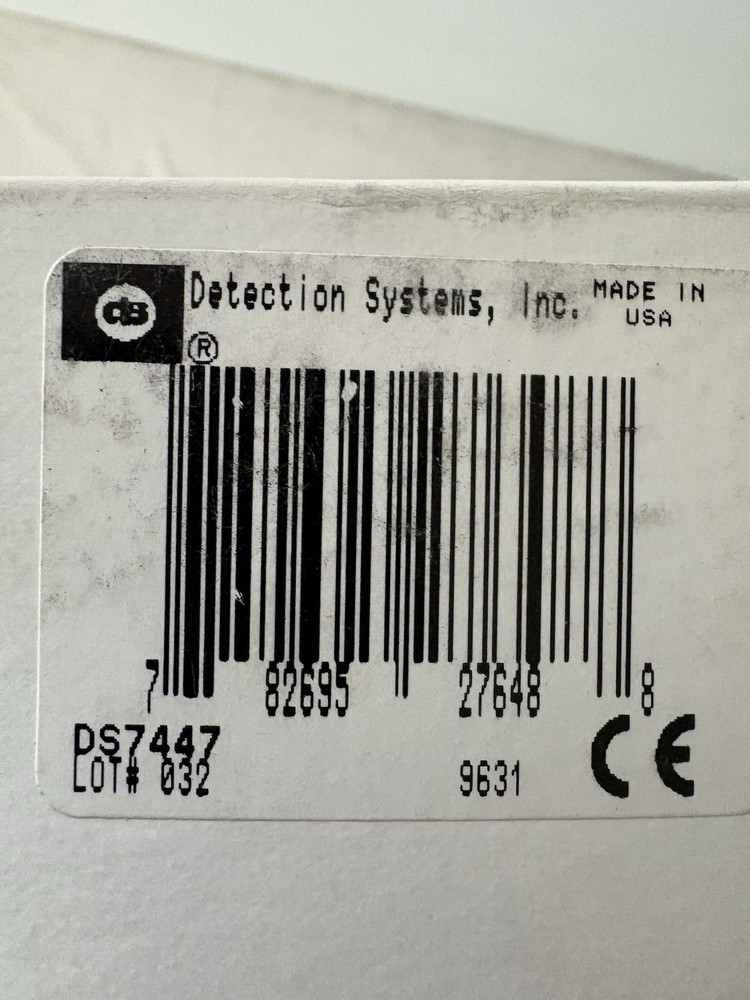 ds Detection Systems, Inc. MADE IN
USA
®
7 82695 27648 8
DS7447
LOT# 032 9631 CE